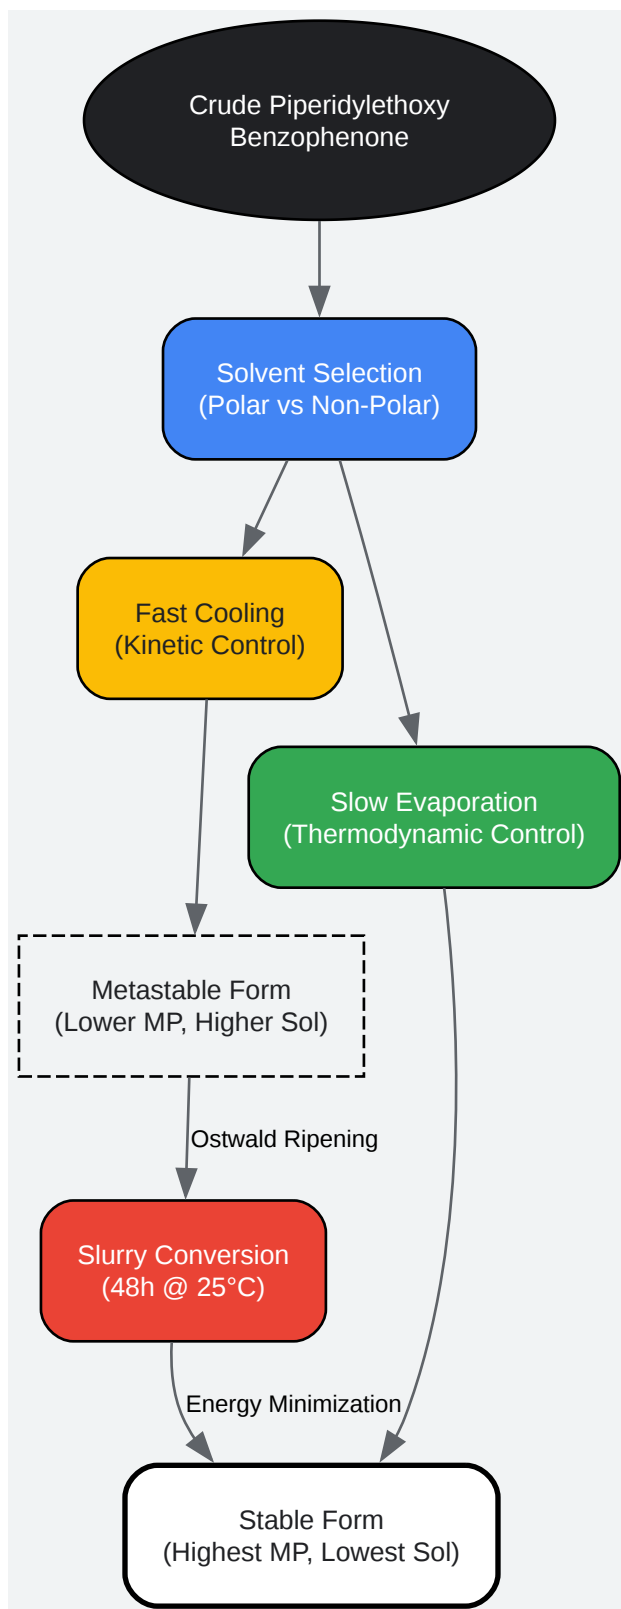 Crude Piperidylethoxy
Benzophenone
Solvent Selection
(Polar vs Non-Polar)
Fast Cooling
(Kinetic Control)
Slow Evaporation
(Thermodynamic Control)
Metastable Form
(Lower MP, Higher Sol)
Ostwald Ripening
Slurry Conversion
(48h @ 25°C)
Energy Minimization
Stable Form
(Highest MP, Lowest Sol)